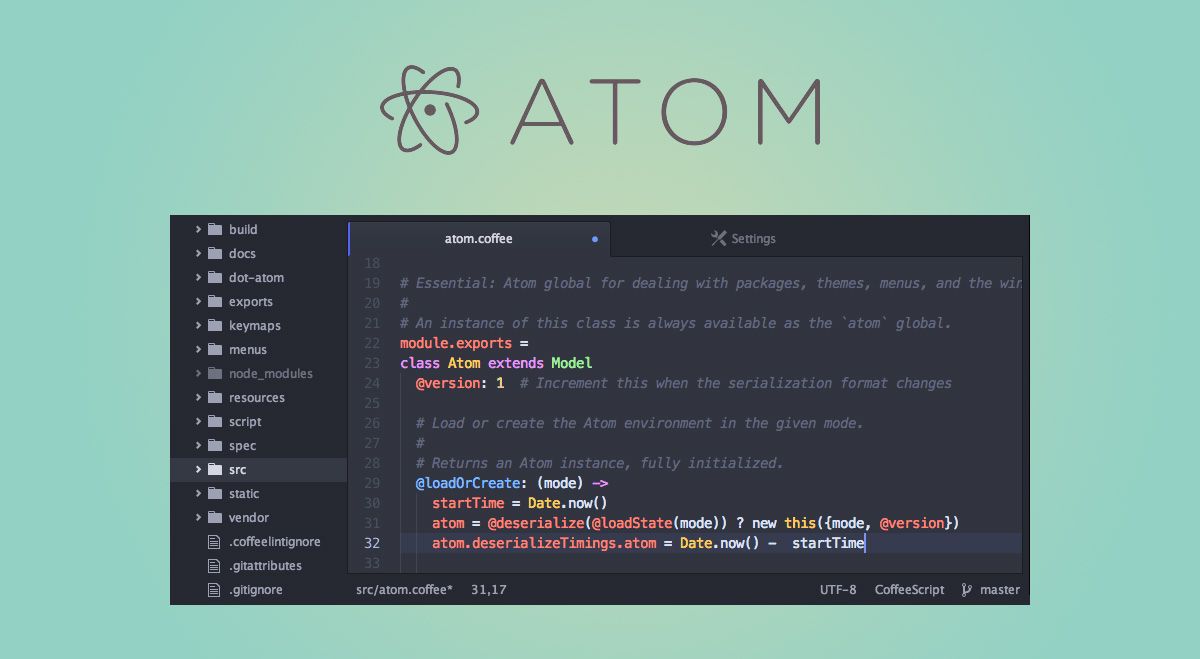 ATOM
build
docs
dot-atom
exports
keymaps
menus
node_modules
resources
script
spec
src
static
vendor
.coffeelintignore
.gitattributes
.gitignore
atom.coffee
Settings
18
19 # Essential: Atom global for dealing with packages, themes, menus, and the win
20 #
21 # An instance of this class is always available as the `atom` global.
22 module.exports =
23 class Atom extends Model
24 @version: 1 # Increment this when the serialization format changes
25
26 # Load or create the Atom environment in the given mode.
27 #
28 # Returns an Atom instance, fully initialized.
29 @loadOrCreate: (mode) ->
30 startTime = Date.now()
31 atom = @deserialize(@loadState(mode)) ? new this({mode, @version})
32 atom.deserializeTimings.atom = Date.now() -  startTime
33
src/atom.coffee* 31,17 UTF-8 CoffeeScript master